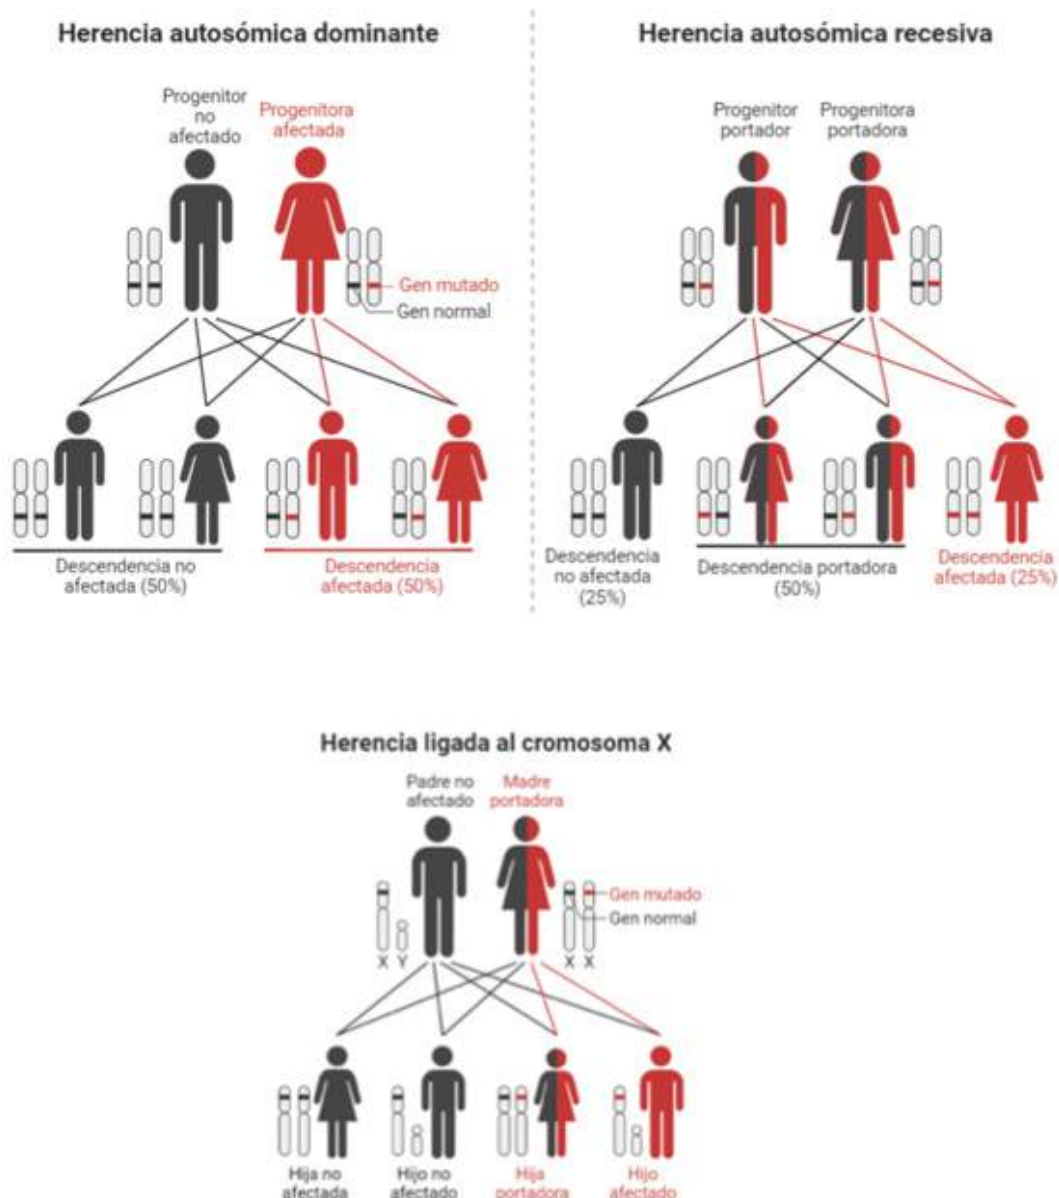 Herencia autosómica dominante
Progenitor
no
afectado
Progenitora
afectada
Gen mutado
Gen normal
Descendencia no
afectada (50%)
Descendencia
afectada (50%)
Herencia autosómica recesiva
Progenitor
portador
Progenitora
portadora
Descendencia
no afectada
(25%)
Descendencia portadora
(50%)
Descendencia
afectada (25%)
Herencia ligada al cromosoma X
Padre no
afectado
Madre
portadora
Gen mutado
Gen normal
X Y
X X
Hija no
afectada
Hijo no
afectado
Hija
portadora
Hijo
afectado